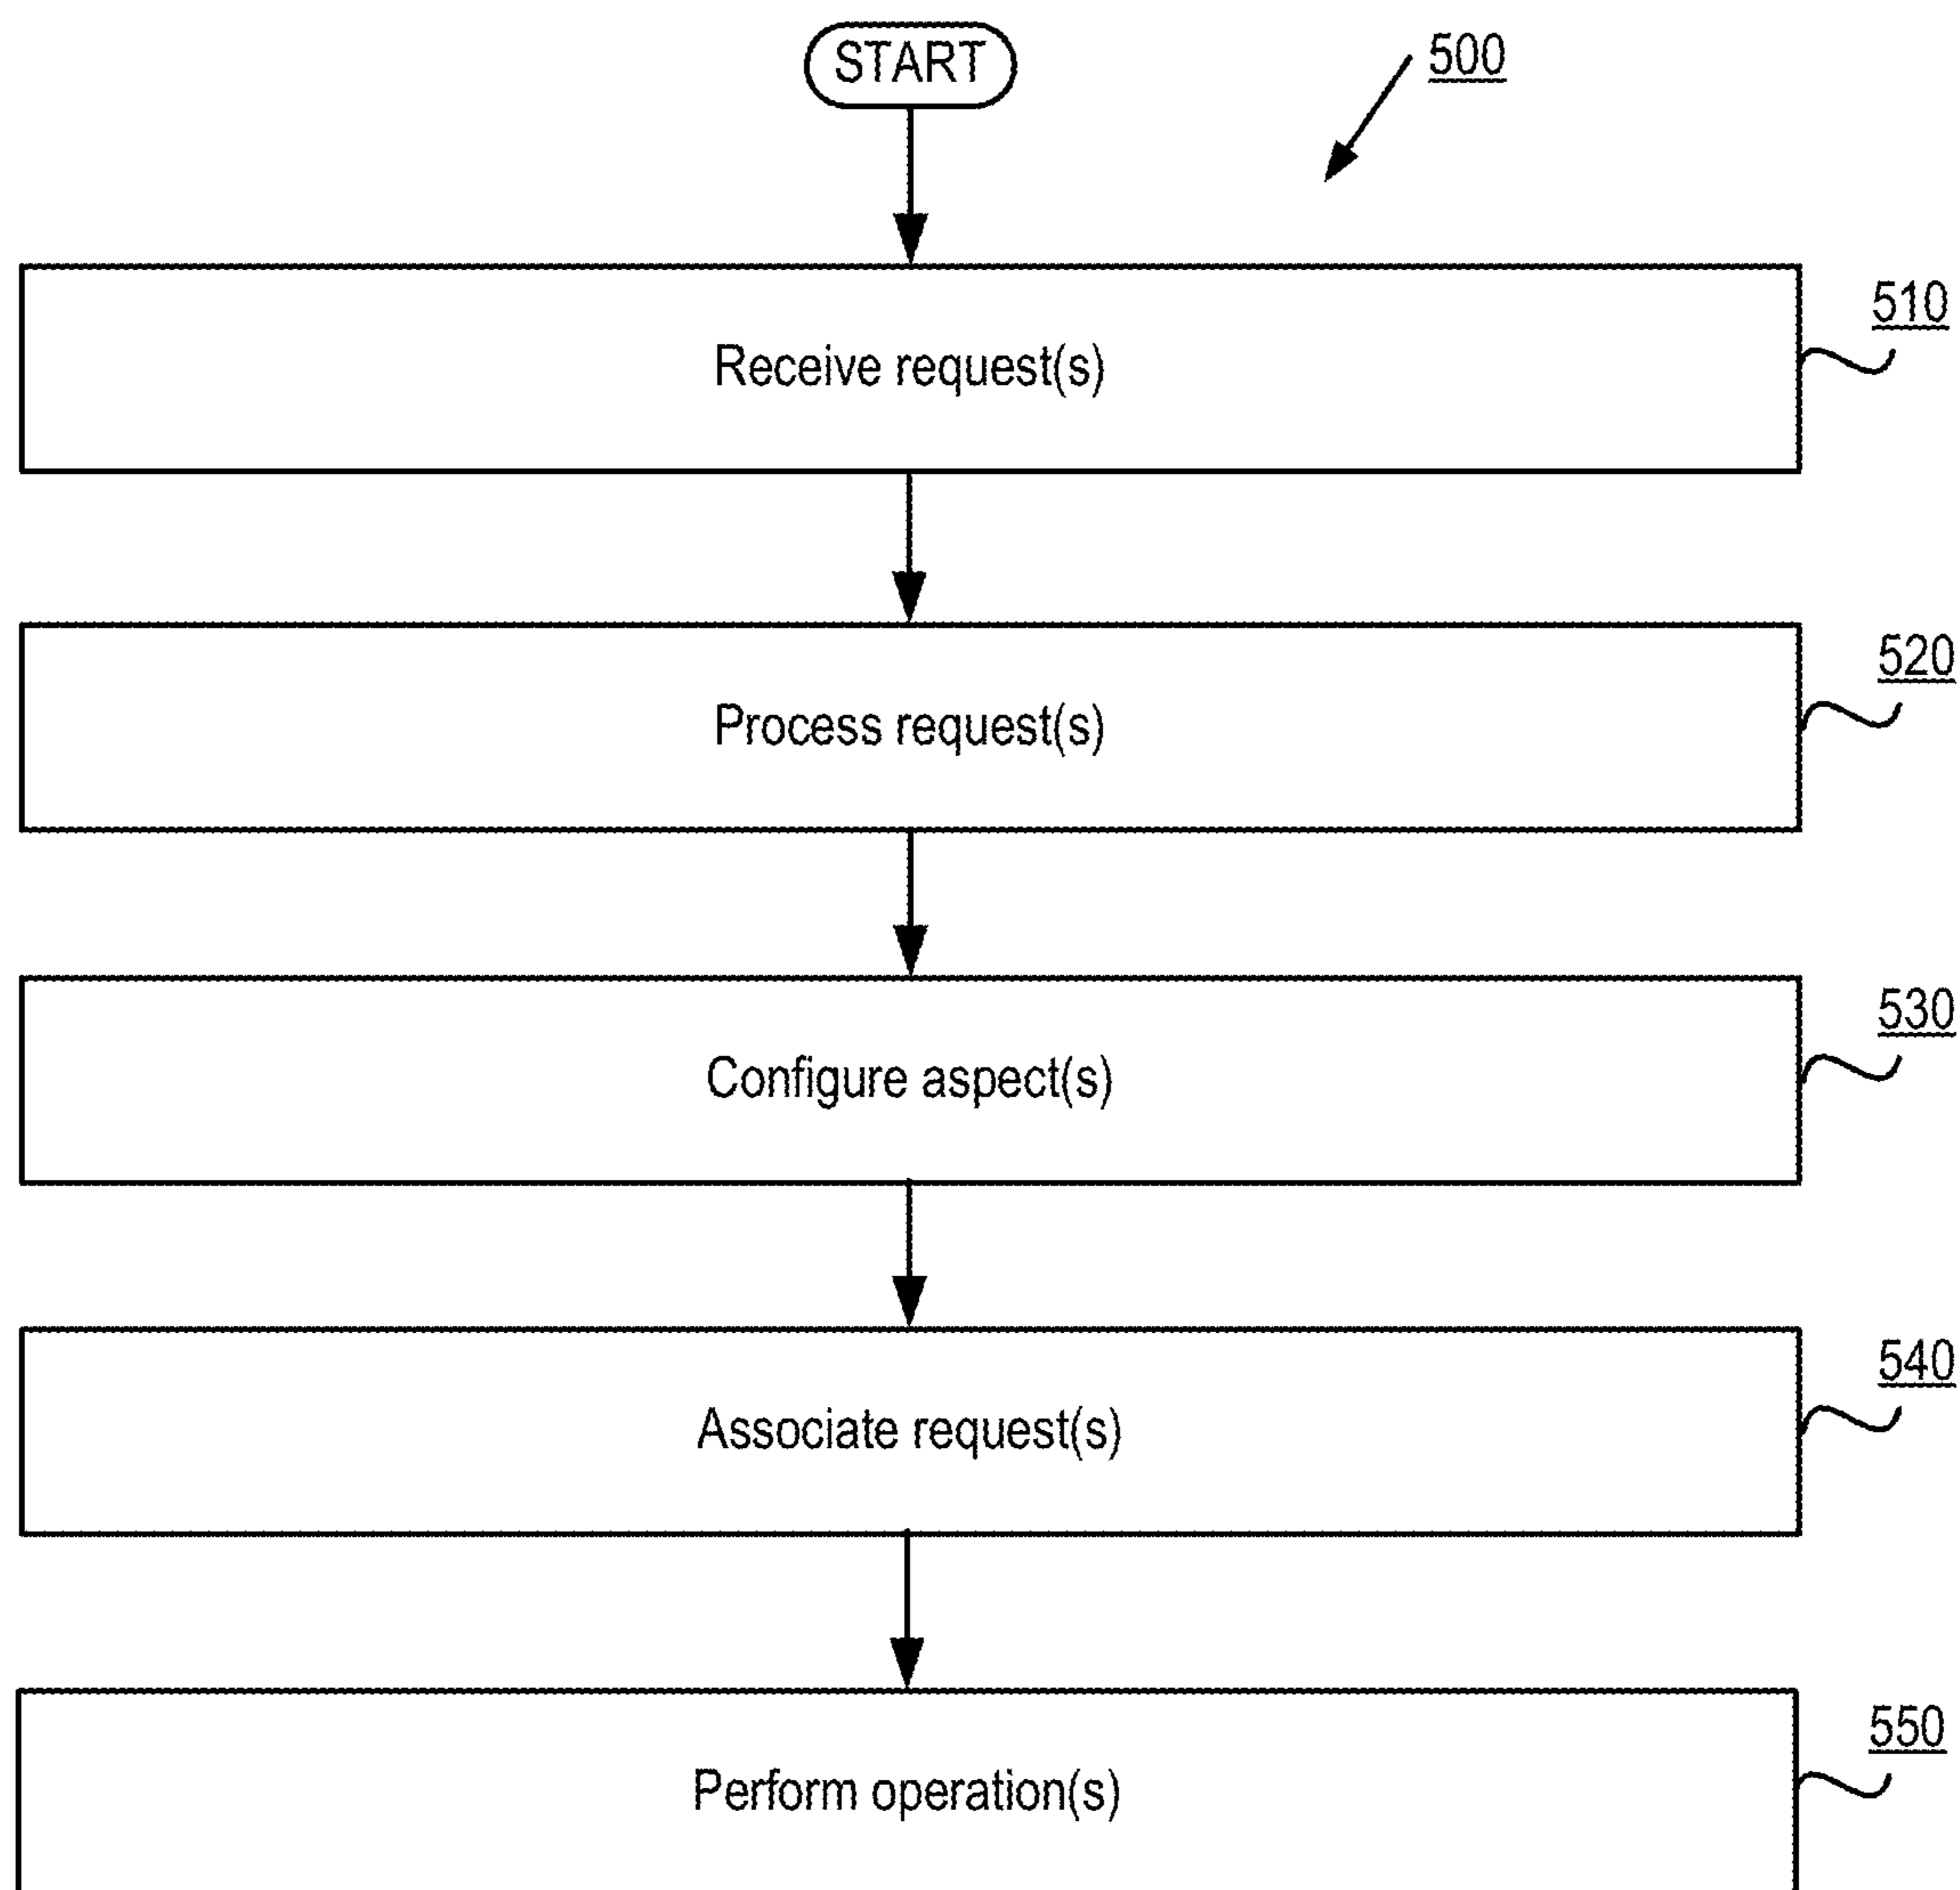 START
500
510
Receive request(s)
520
Process request(s)
530
Configure aspect(s)
540
Associate request(s)
550
Perform operation(s)